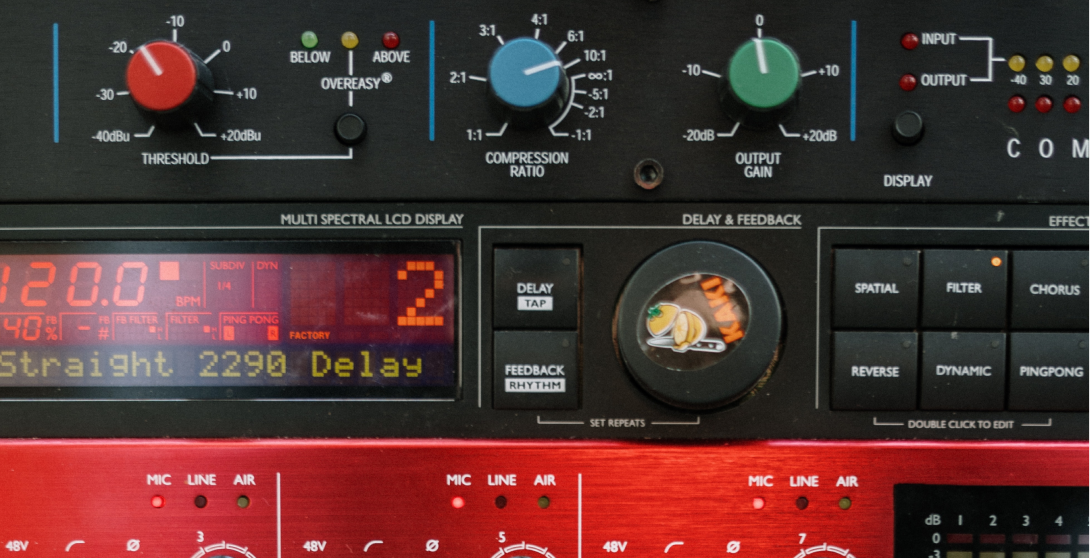 -10
-20
0
-30
+10
-40dBu
+20dBu
THRESHOLD
BELOW
ABOVE
OVEREASY®
4:1
3:1
6:1
10:1
2:1
∞:1
-5:1
-2:1
1:1
-1:1
COMPRESSION
RATIO
0
-10
+10
-20dB
+20dB
OUTPUT
GAIN
INPUT
OUTPUT
-40 30 20
DISPLAY
C O M
MULTI SPECTRAL LCD DISPLAY
DELAY & FEEDBACK
EFFECT
120.0
BPM
SUBDIV
1/4
DYN
2
40
FB
%
-
FB
#
FB FILTER
FILTER
PING PONG
L R
FACTORY
Straight 2290 Delay
DELAY
TAP
FEEDBACK
RHYTHM
SET REPEATS
SPATIAL
FILTER
CHORUS
REVERSE
DYNAMIC
PINGPONG
DOUBLE CLICK TO EDIT
MIC LINE AIR
MIC LINE AIR
MIC LINE AIR
48V Ø 3
48V Ø 5
48V Ø 7
dB 1 2 3 4
0
-3